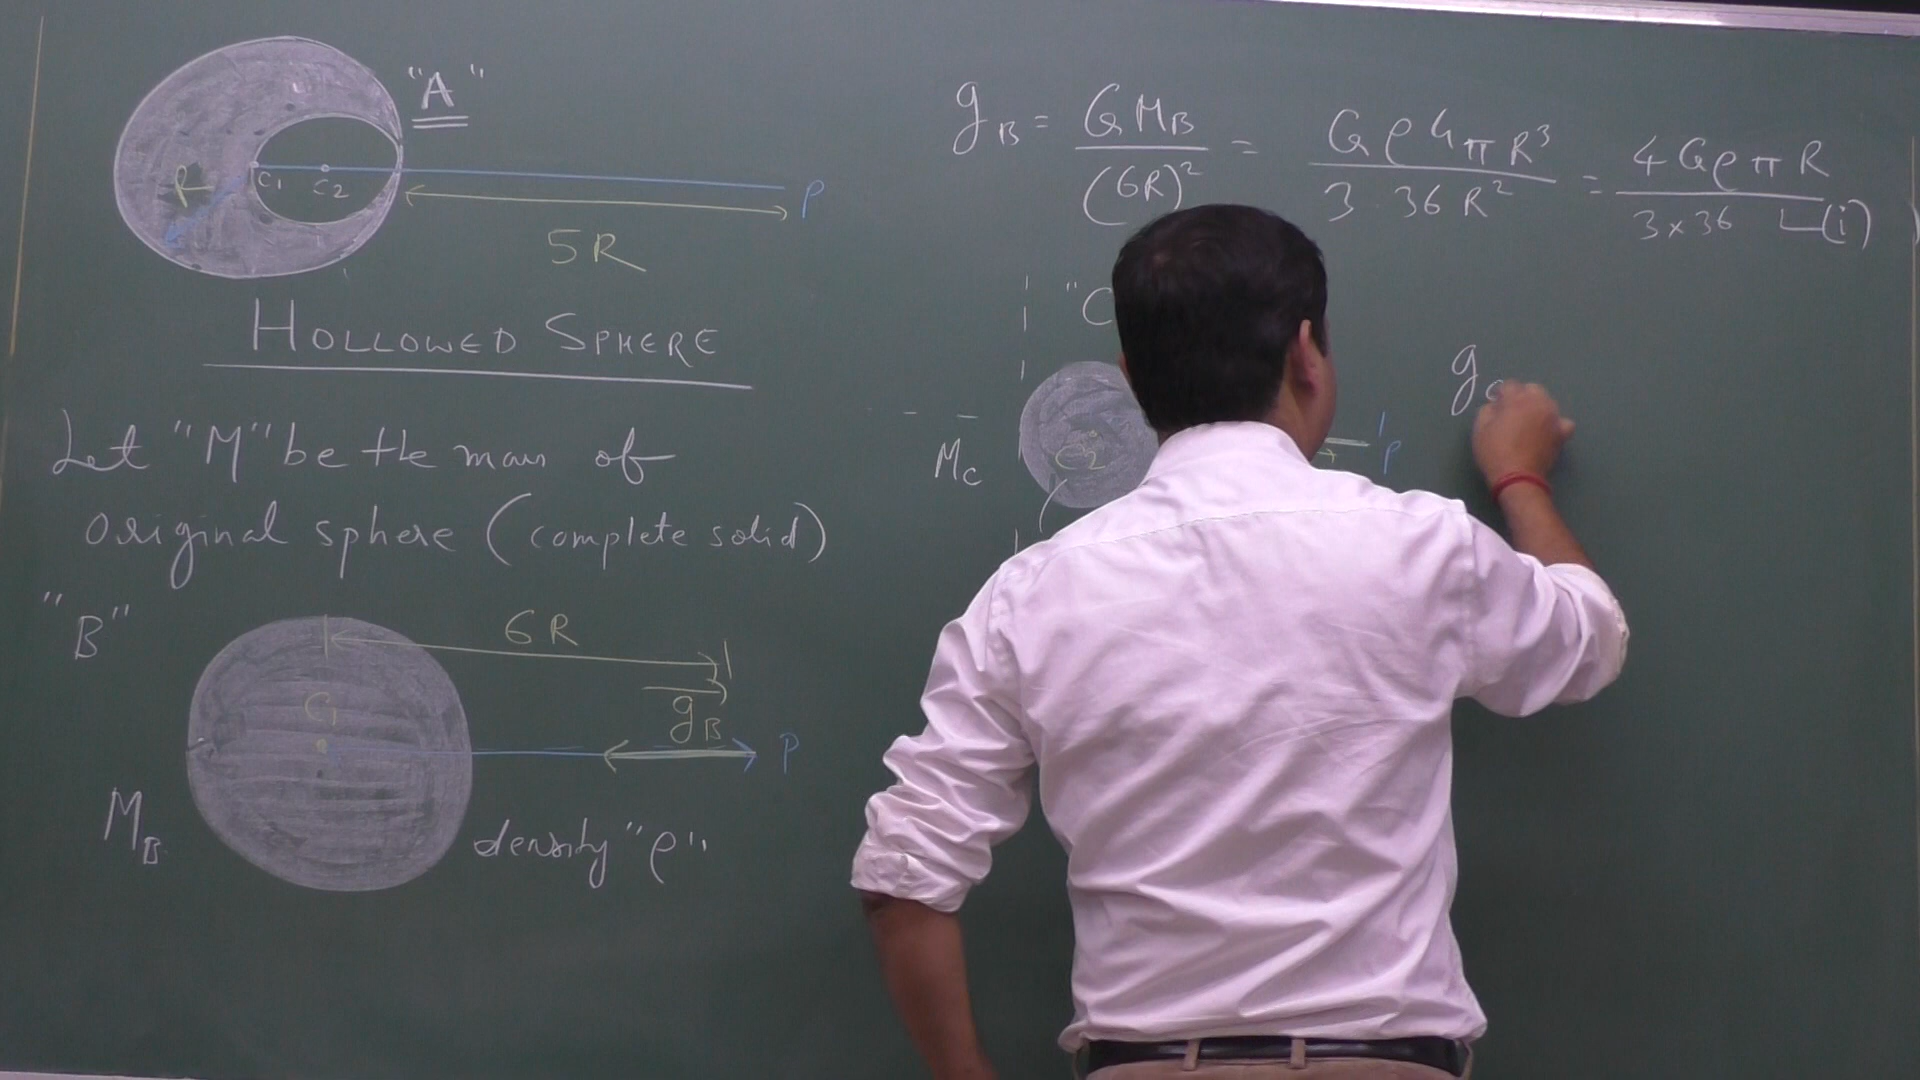 "A"
R
C1 C2
P
5R
HOLLOWED SPHERE
Let "M" be the mass of
original sphere (complete solid)
"B"
6R
gB
C1
P
MB
density "ρ"
gB = GMB/(6R)² = Gρ4πR³/3·36R² = 4GρπR/3×36 (i)
"C
C2
MC
P
g